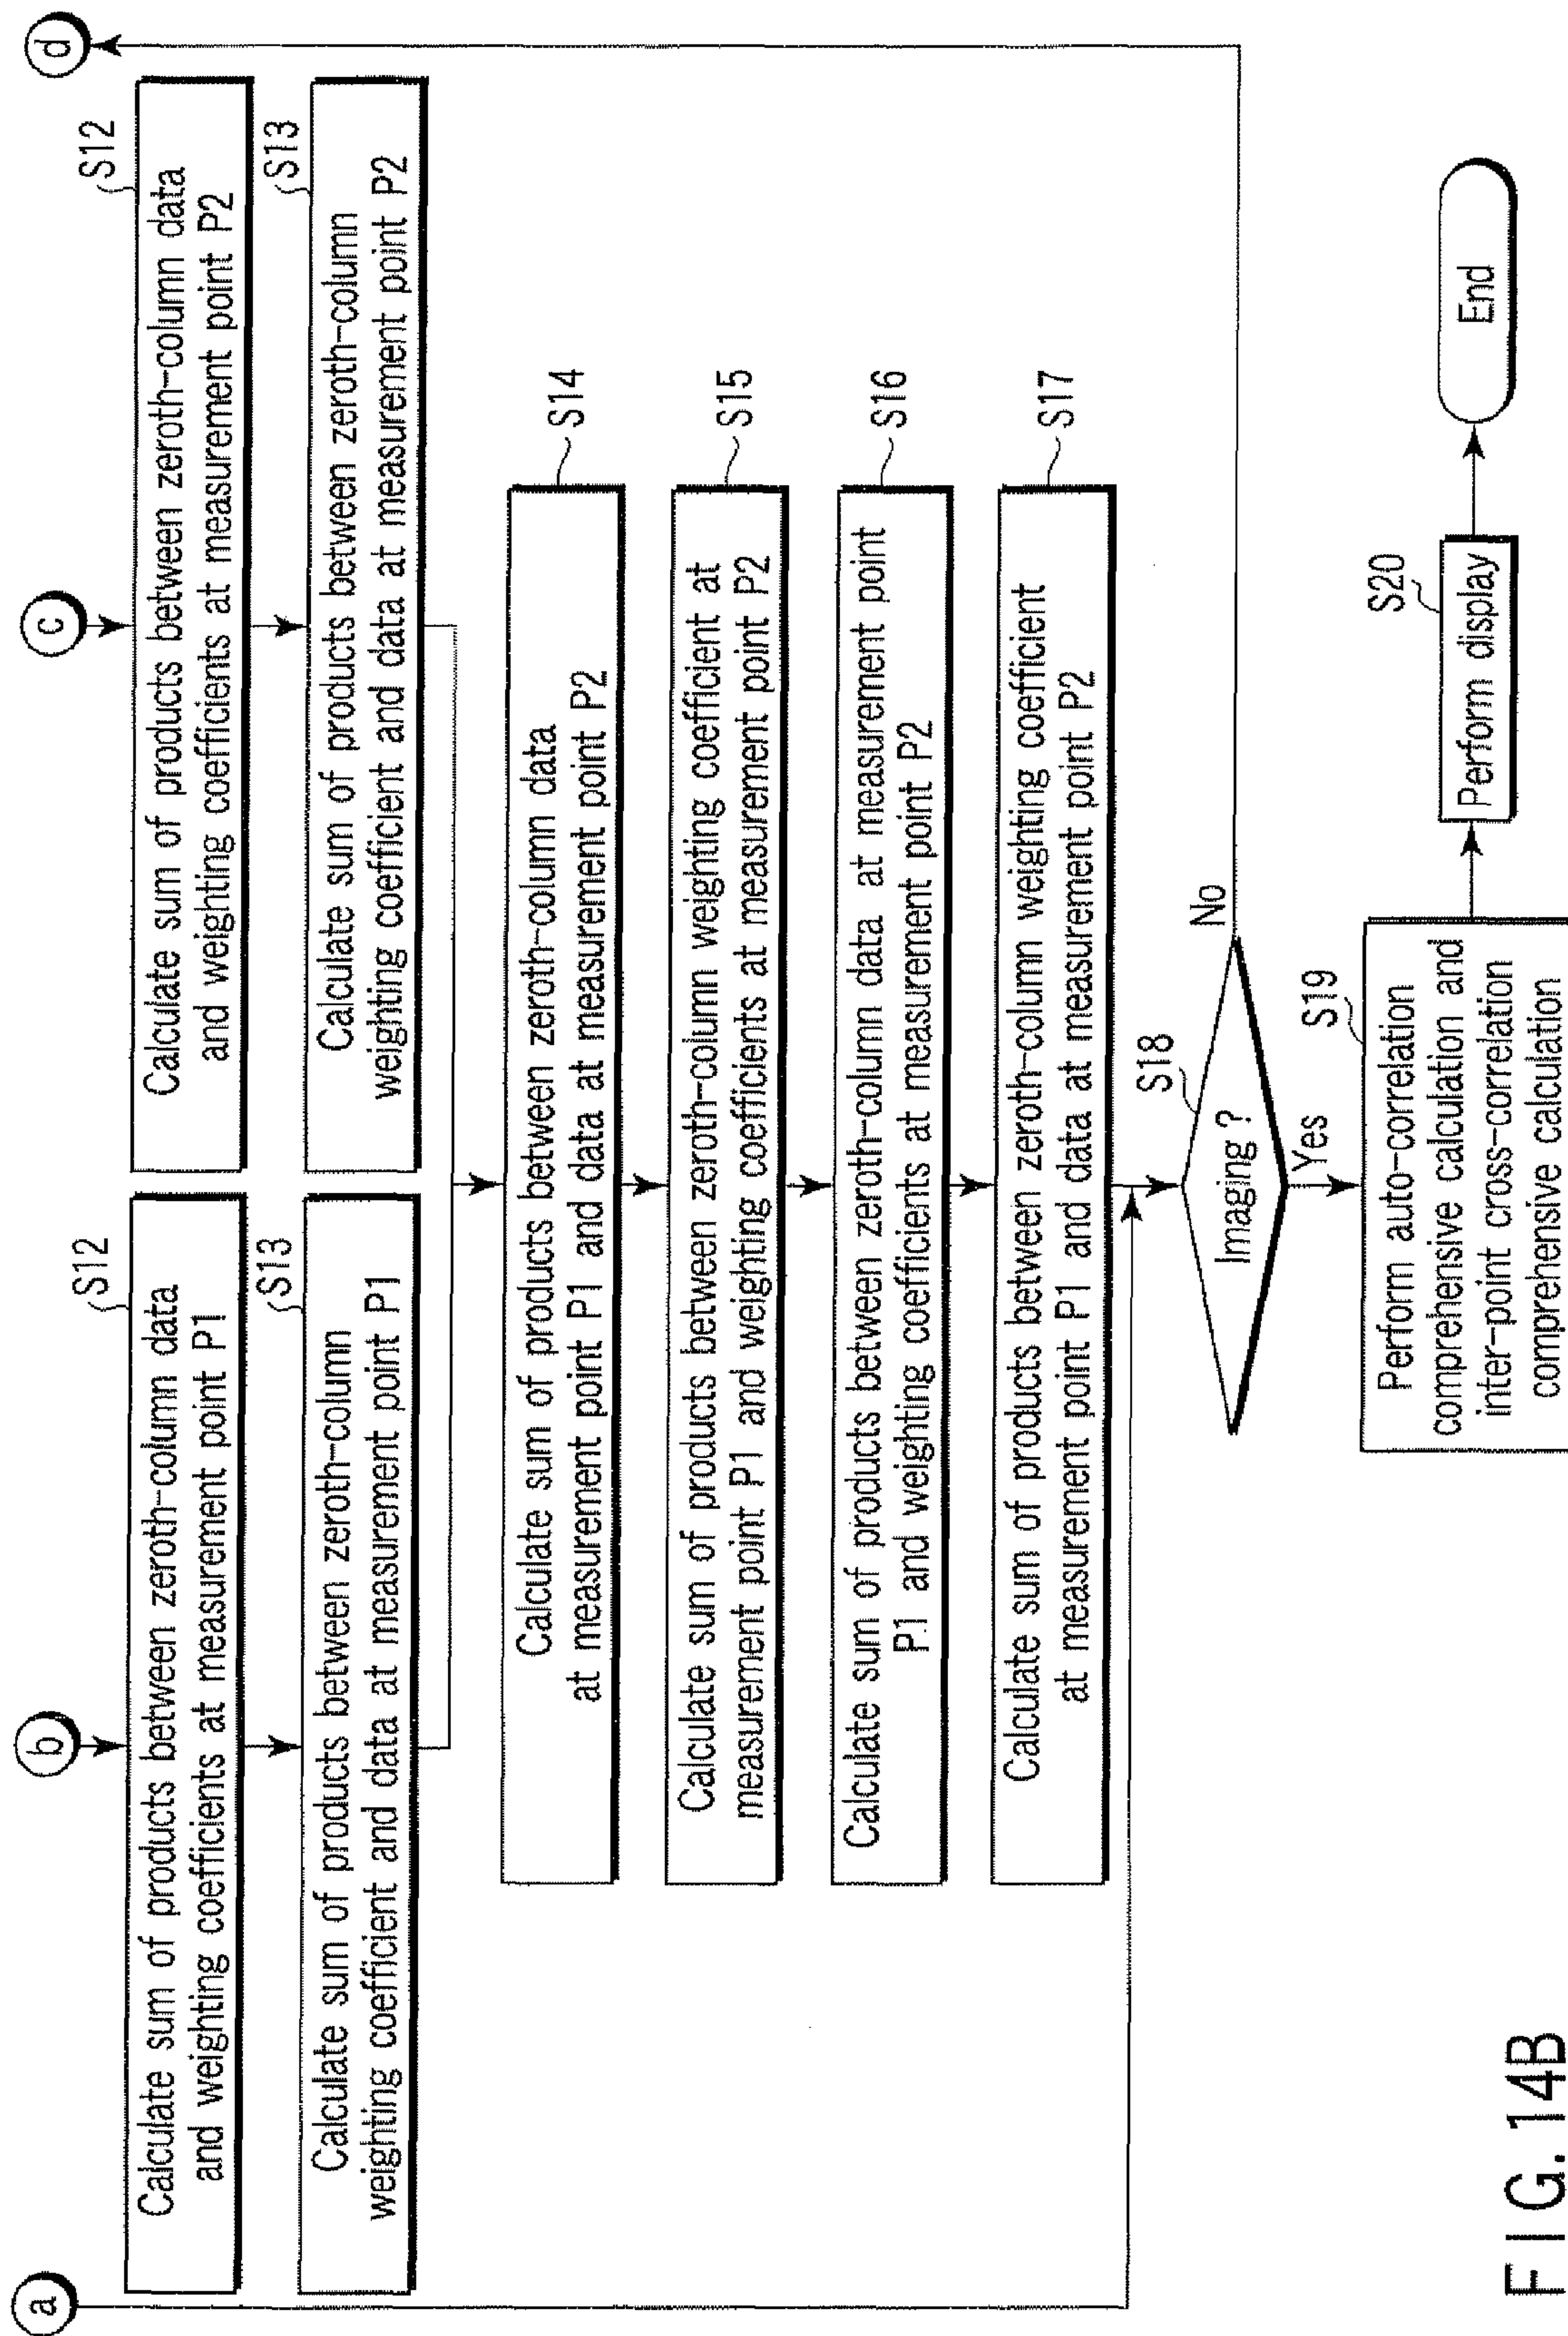 a
b
c
d
S12
Calculate sum of products between zeroth-column data
and weighting coefficients at measurement point P1
S12
Calculate sum of products between zeroth-column data
and weighting coefficients at measurement point P2
S13
Calculate sum of products between zeroth-column
weighting coefficient and data at measurement point P1
S13
Calculate sum of products between zeroth-column
weighting coefficient and data at measurement point P2
S14
Calculate sum of products between zeroth-column data
at measurement point P1 and data at measurement point P2
S15
Calculate sum of products between zeroth-column weighting coefficient at
measurement point P1 and weighting coefficients at measurement point P2
S16
Calculate sum of products between zeroth-column data at measurement point
P1 and weighting coefficients at measurement point P2
S17
Calculate sum of products between zeroth-column weighting coefficient
at measurement point P1 and data at measurement point P2
S18
Imaging?
No
Yes
S19
Perform auto-correlation
comprehensive calculation and
inter-point cross-correlation
comprehensive calculation
S20
Perform display
End
FIG. 14B